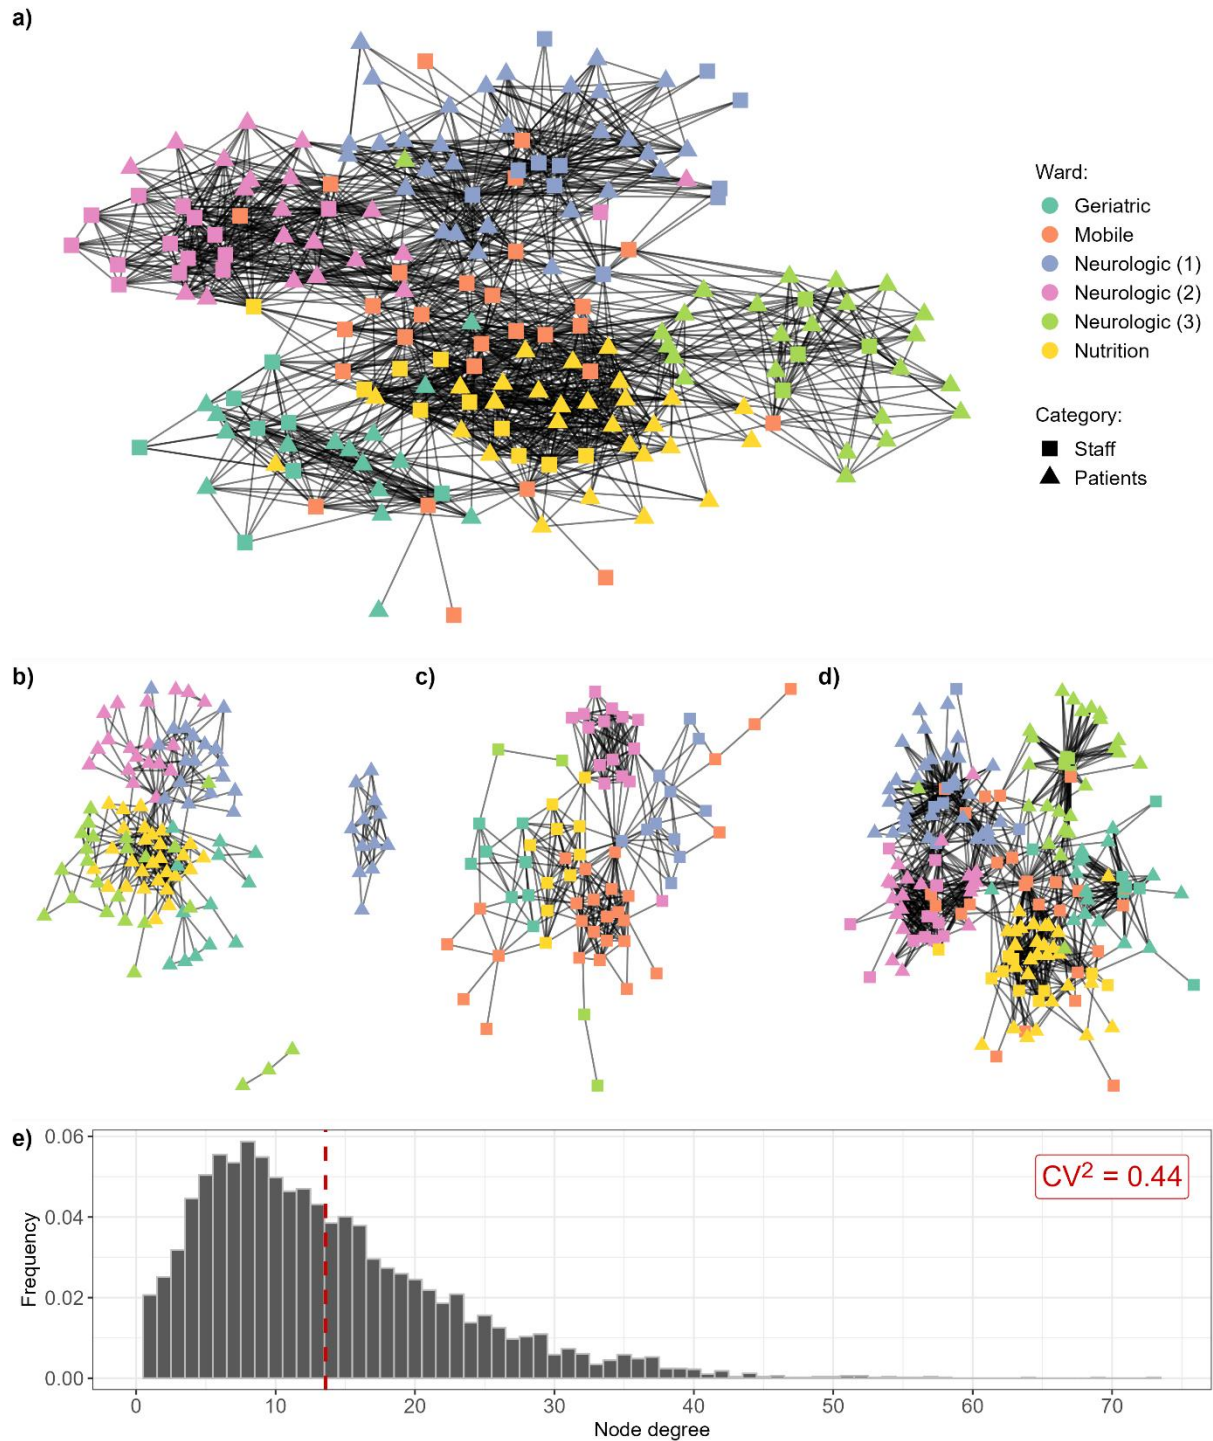 a)
Ward:
Geriatric
Mobile
Neurologic (1)
Neurologic (2)
Neurologic (3)
Nutrition
Category:
Staff
Patients
b)
c)
d)
e)
CV² = 0.44
Frequency
0.06
0.04
0.02
0.00
0 10 20 30 40 50 60 70
Node degree